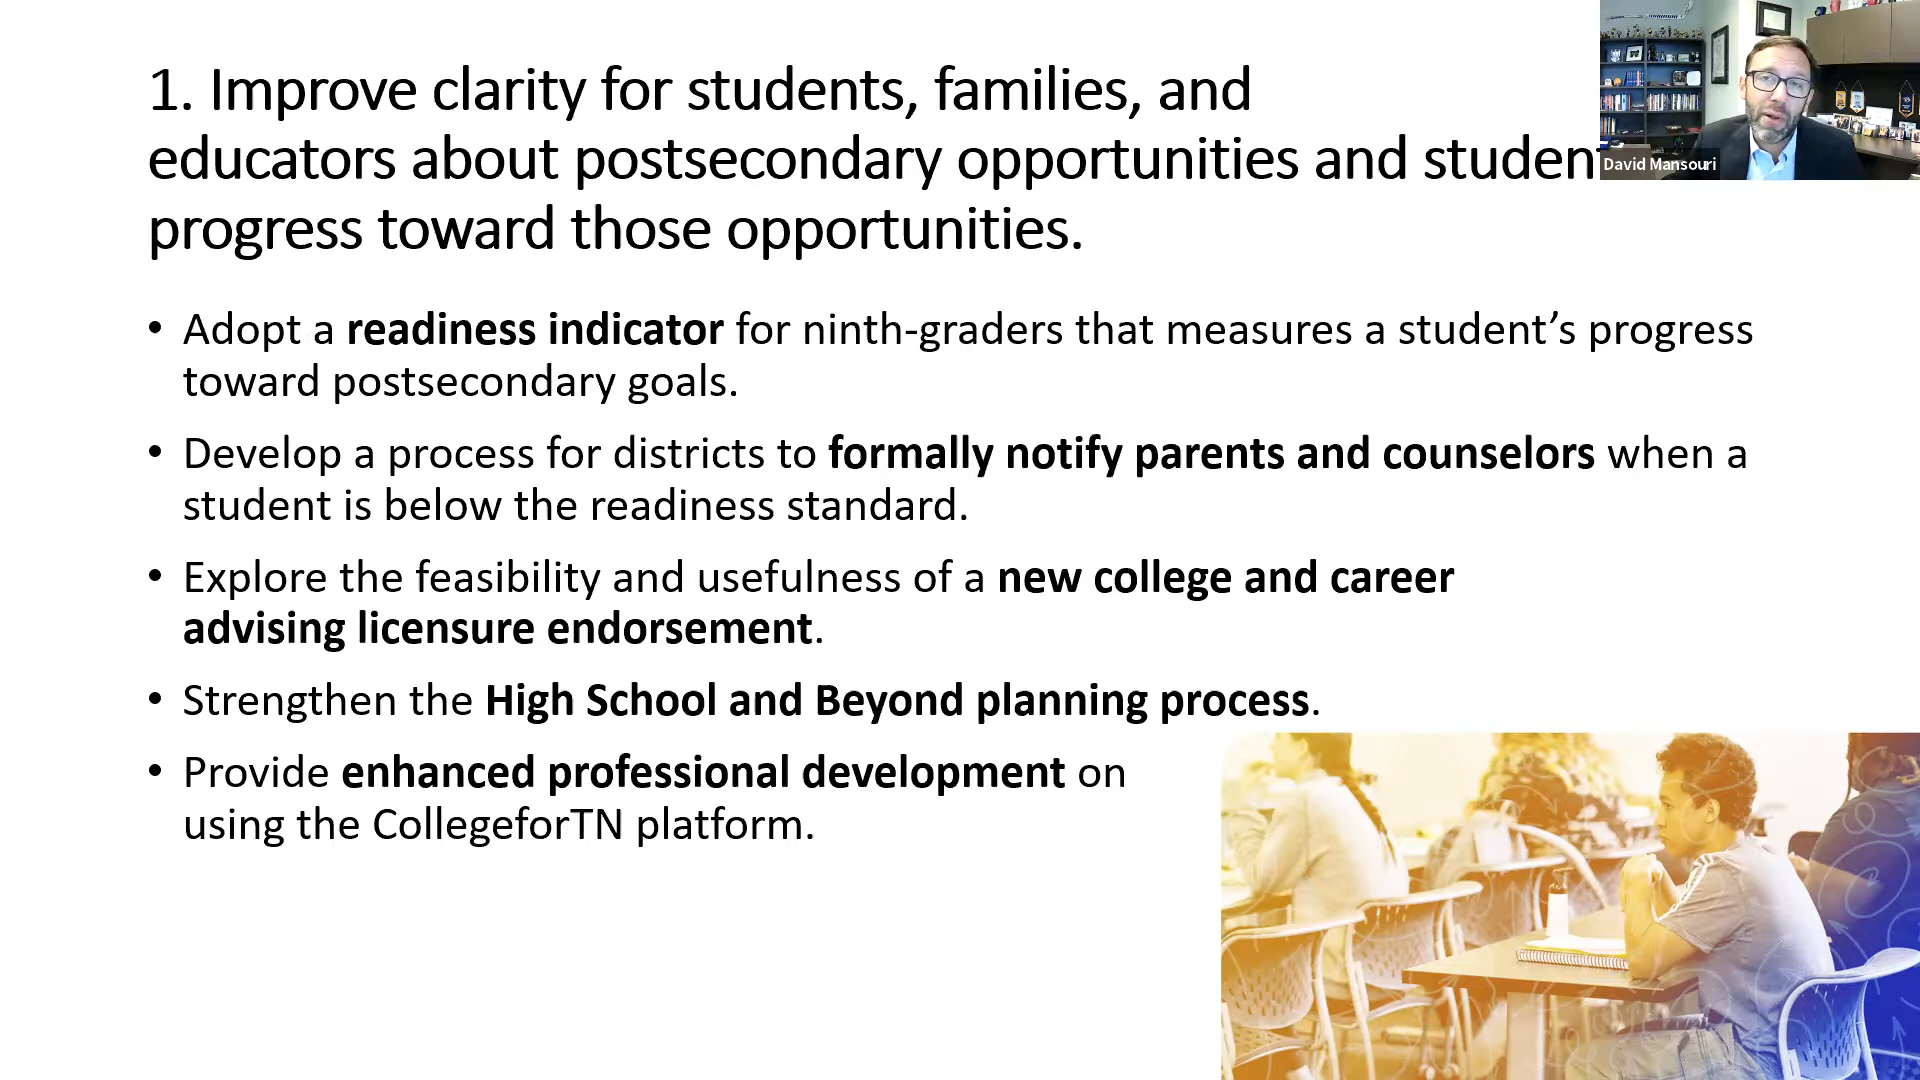 1. Improve clarity for students, families, and
educators about postsecondary opportunities and studen
progress toward those opportunities.
David Mansouri
• Adopt a readiness indicator for ninth-graders that measures a student’s progress
toward postsecondary goals.
• Develop a process for districts to formally notify parents and counselors when a
student is below the readiness standard.
• Explore the feasibility and usefulness of a new college and career
advising licensure endorsement.
• Strengthen the High School and Beyond planning process.
• Provide enhanced professional development on
using the CollegeforTN platform.